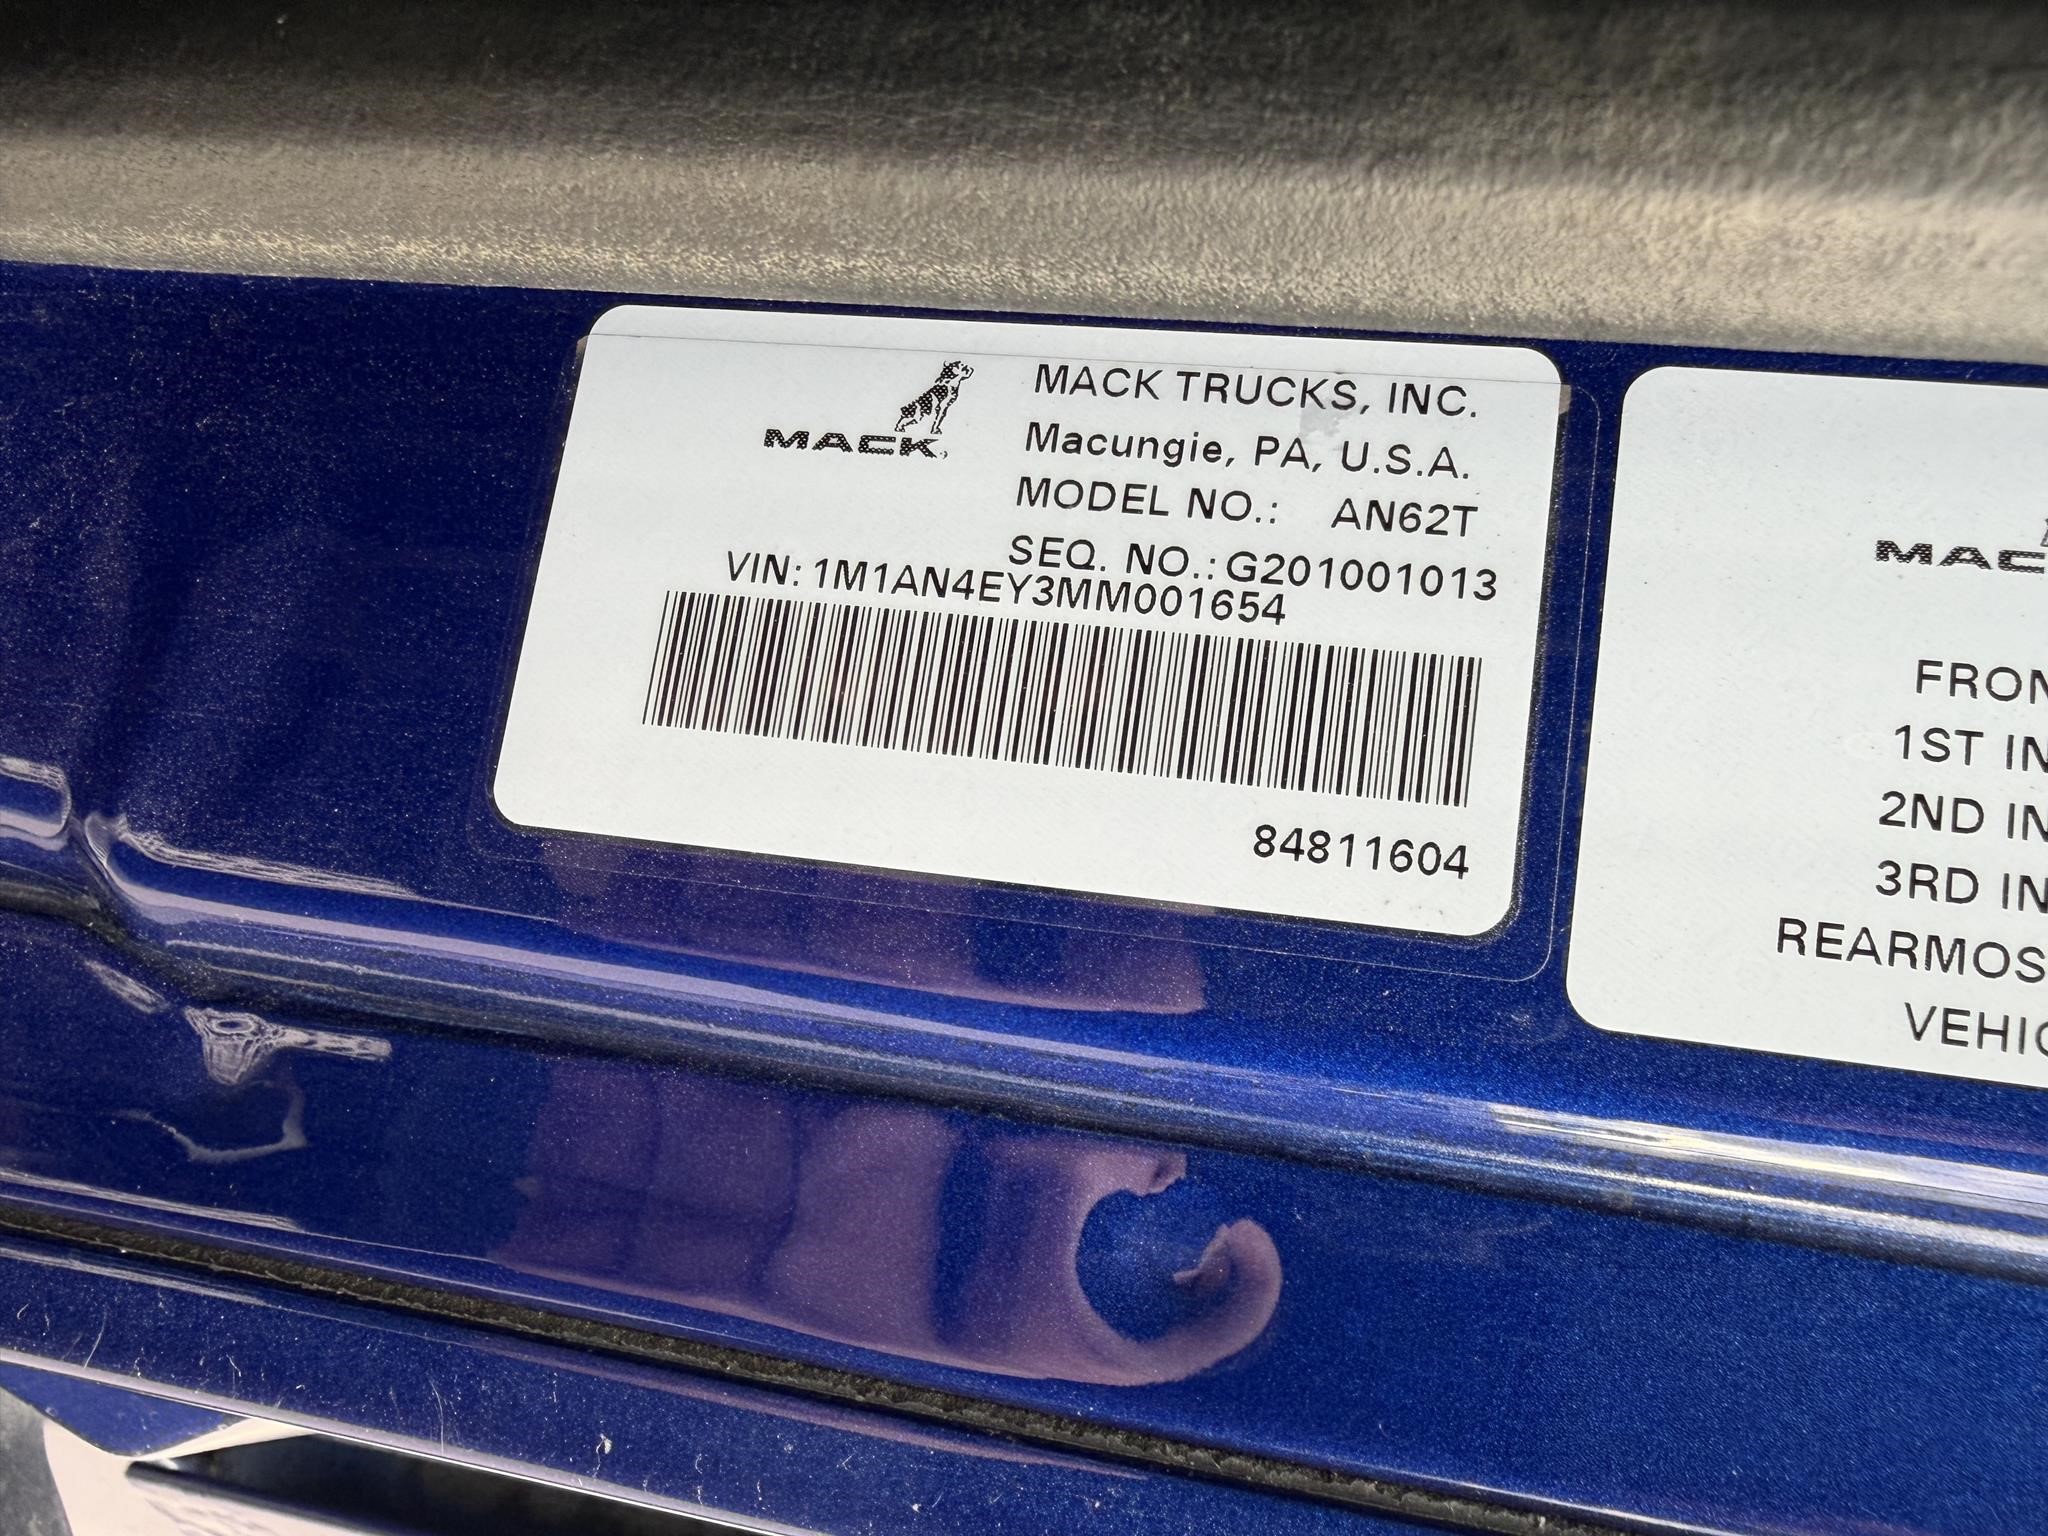 MACK
MACK TRUCKS, INC.
Macungie, PA, U.S.A.
MODEL NO.: AN62T
SEQ. NO.: G201001013
VIN: 1M1AN4EY3MM001654
84811604
MAC
FRON
1ST IN
2ND IN
3RD IN
REARMOS
VEHIC